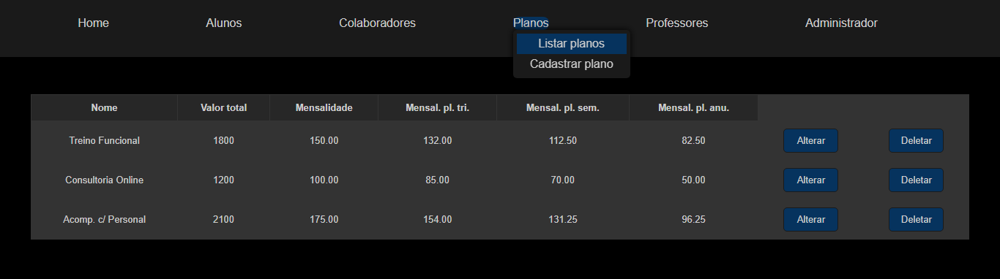 Home Alunos Colaboradores Planos Professores Administrador
Listar planos
Cadastrar plano
Nome Valor total Mensalidade Mensal. pl. tri. Mensal. pl. sem. Mensal. pl. anu.
Treino Funcional 1800 150.00 132.00 112.50 82.50 Alterar Deletar
Consultoria Online 1200 100.00 85.00 70.00 50.00 Alterar Deletar
Acomp. c/ Personal 2100 175.00 154.00 131.25 96.25 Alterar Deletar